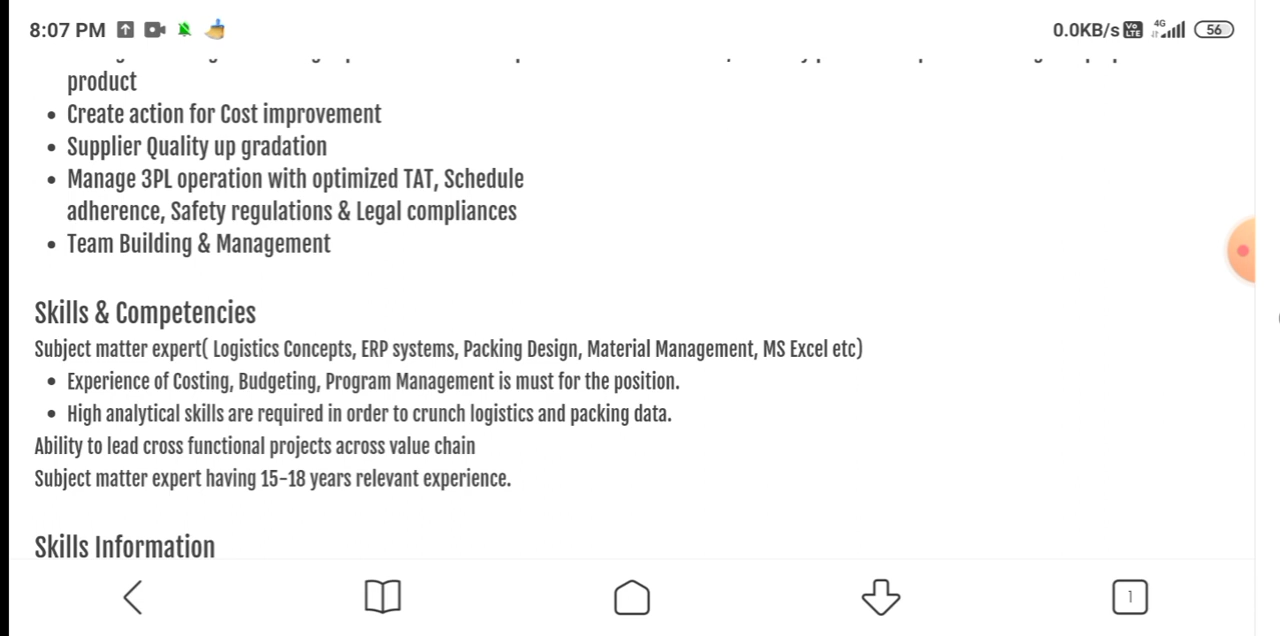 8:07 PM
0.0KB/s VO LTE 4G 56
product
• Create action for Cost improvement
• Supplier Quality up gradation
• Manage 3PL operation with optimized TAT, Schedule
adherence, Safety regulations & Legal compliances
• Team Building & Management
Skills & Competencies
Subject matter expert( Logistics Concepts, ERP systems, Packing Design, Material Management, MS Excel etc)
• Experience of Costing, Budgeting, Program Management is must for the position.
• High analytical skills are required in order to crunch logistics and packing data.
Ability to lead cross functional projects across value chain
Subject matter expert having 15-18 years relevant experience.
Skills Information
1